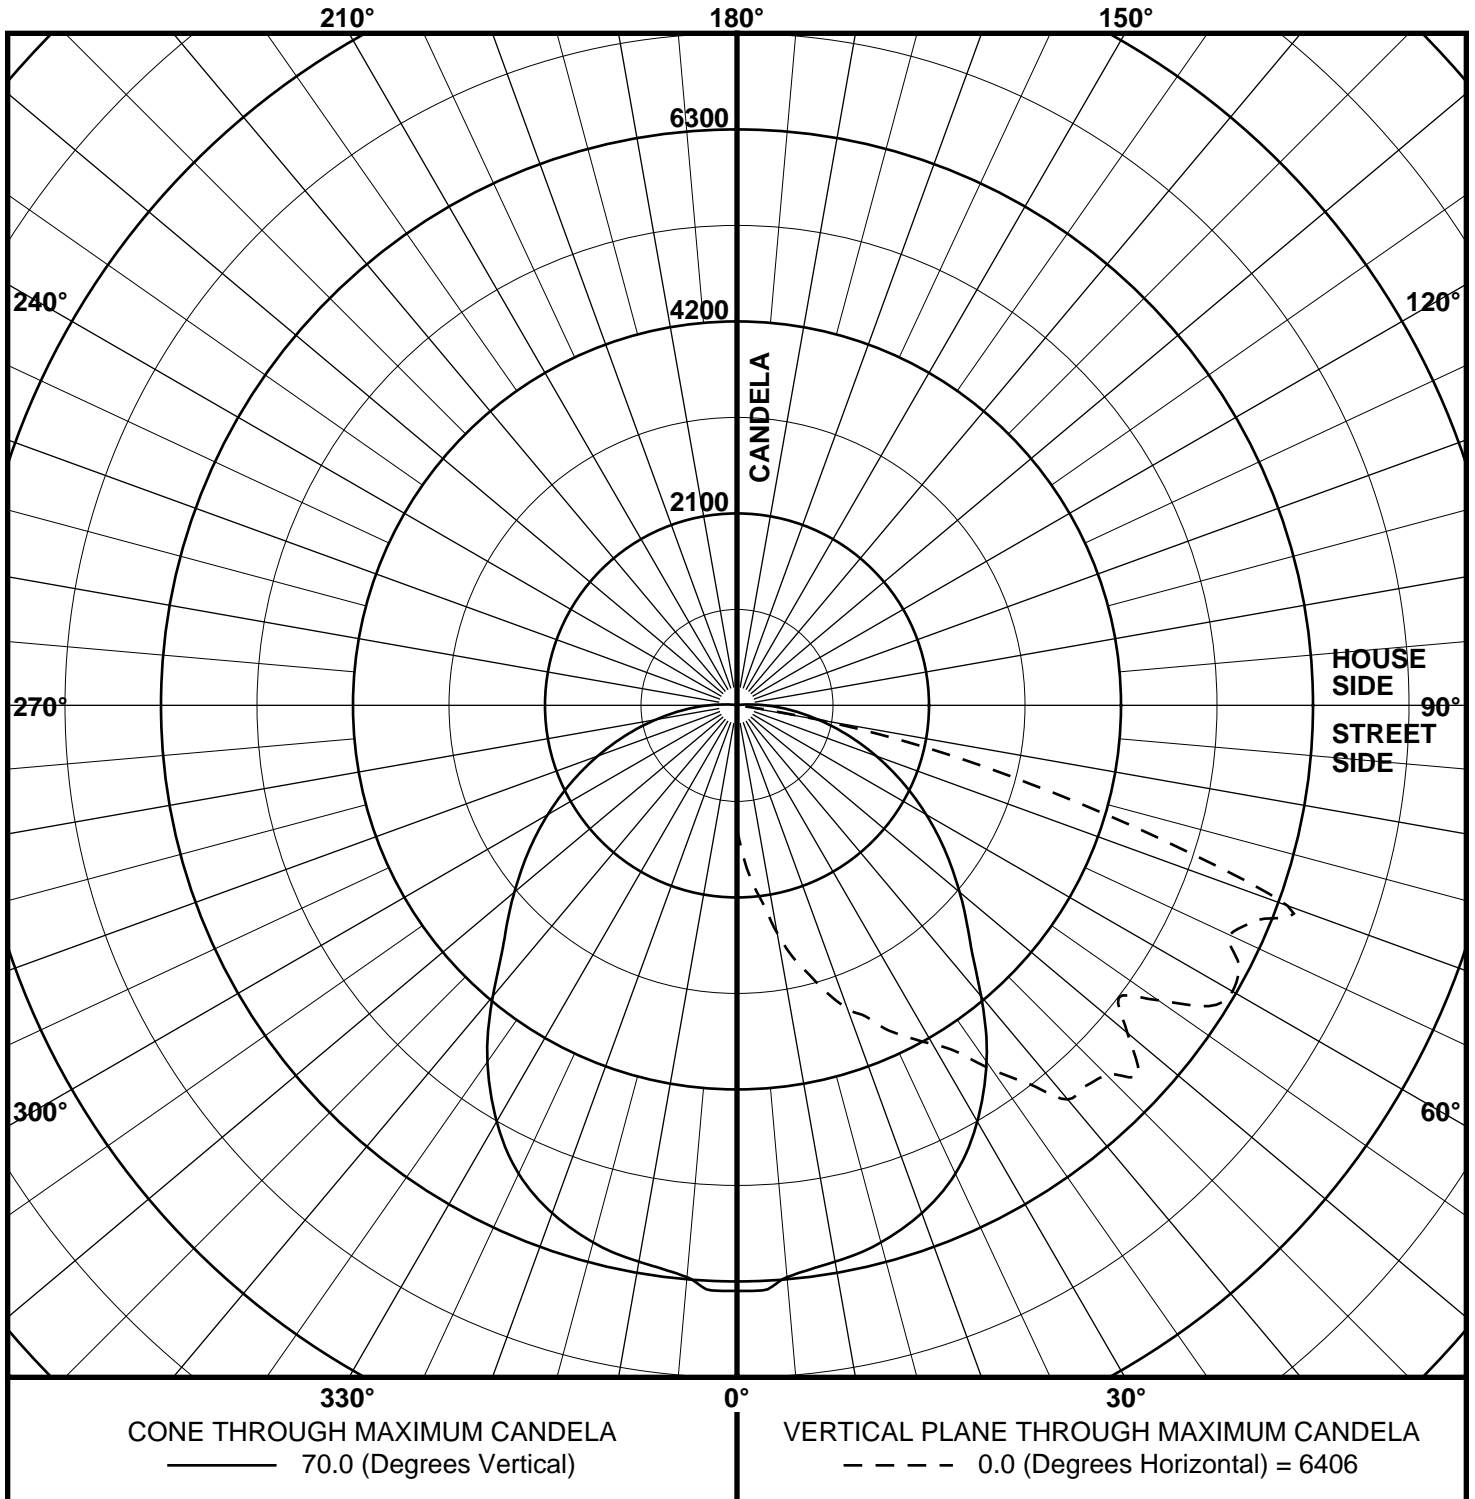 210° 180° 150°
6300
240° 120°
4200
CANDELA
2100
HOUSE
SIDE
270° 90°
STREET
SIDE
300° 60°
330° 0° 30°
CONE THROUGH MAXIMUM CANDELA
70.0 (Degrees Vertical)
VERTICAL PLANE THROUGH MAXIMUM CANDELA
0.0 (Degrees Horizontal) = 6406